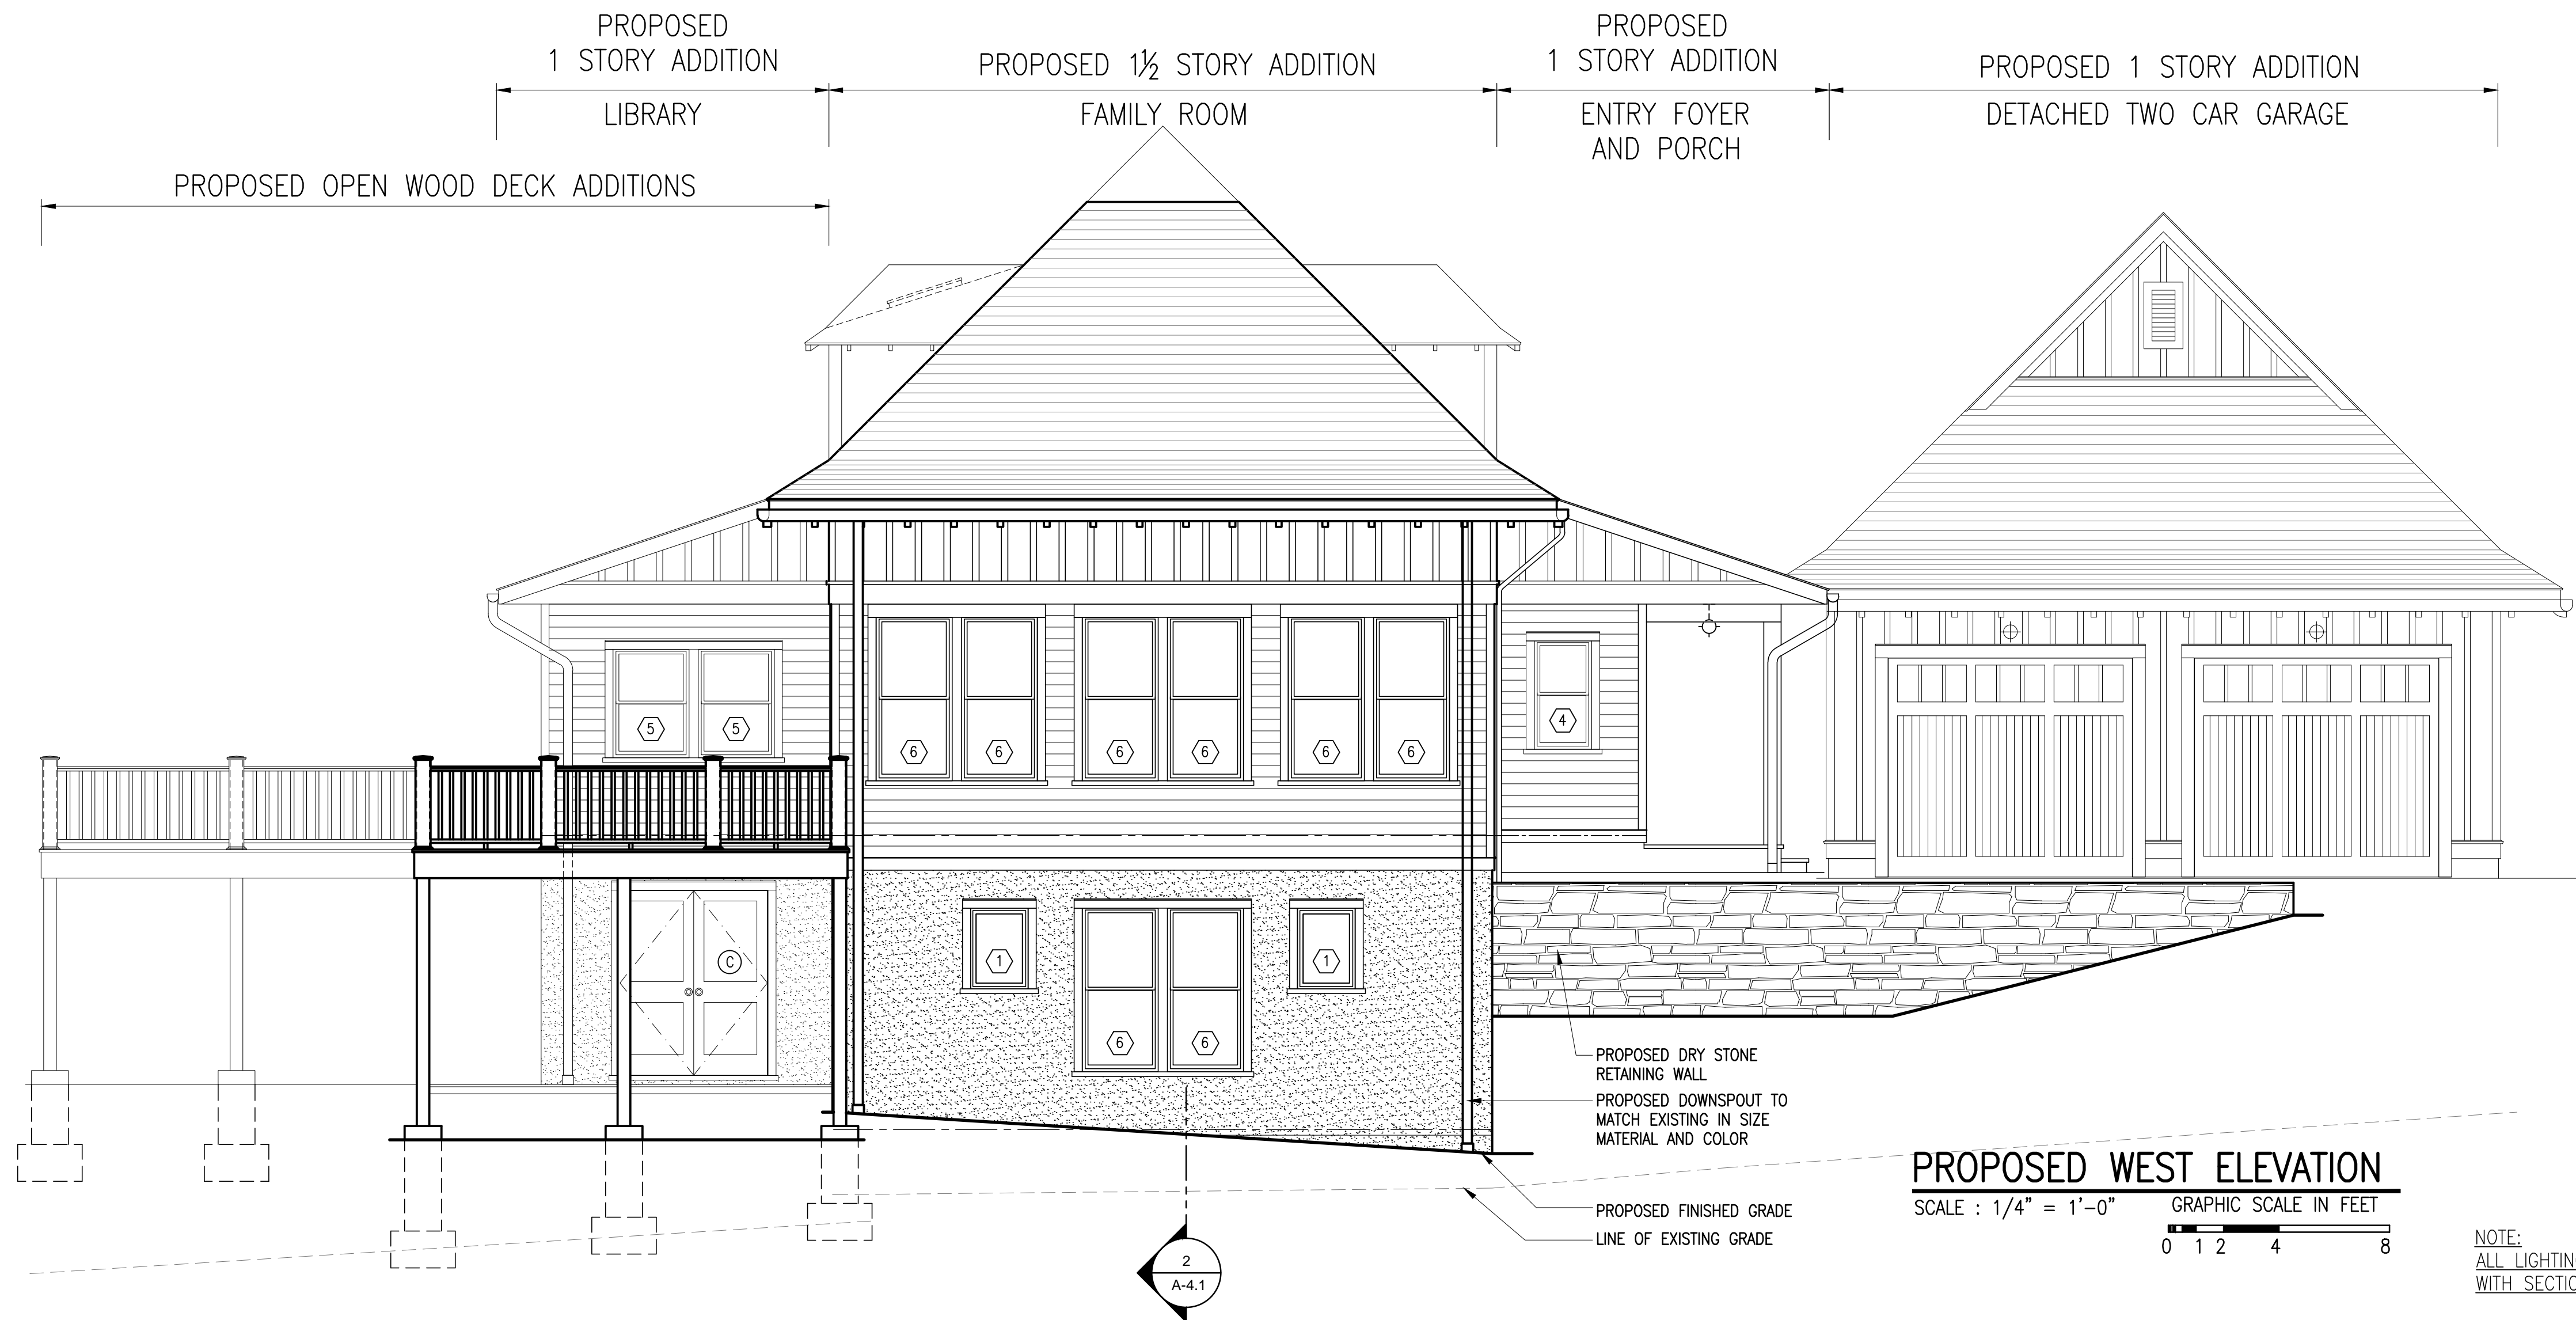 PROPOSED
1 STORY ADDITION
LIBRARY
PROPOSED 1½ STORY ADDITION
FAMILY ROOM
PROPOSED
1 STORY ADDITION
ENTRY FOYER
AND PORCH
PROPOSED 1 STORY ADDITION
DETACHED TWO CAR GARAGE
PROPOSED OPEN WOOD DECK ADDITIONS
5
5
6
6
6
6
6
6
4
C
1
6
6
1
PROPOSED DRY STONE
RETAINING WALL
PROPOSED DOWNSPOUT TO
MATCH EXISTING IN SIZE
MATERIAL AND COLOR
PROPOSED FINISHED GRADE
LINE OF EXISTING GRADE
2
A-4.1
PROPOSED WEST ELEVATION
SCALE : 1/4" = 1'-0"
GRAPHIC SCALE IN FEET
0 1 2 4 8
NOTE:
ALL LIGHTIN
WITH SECTIO